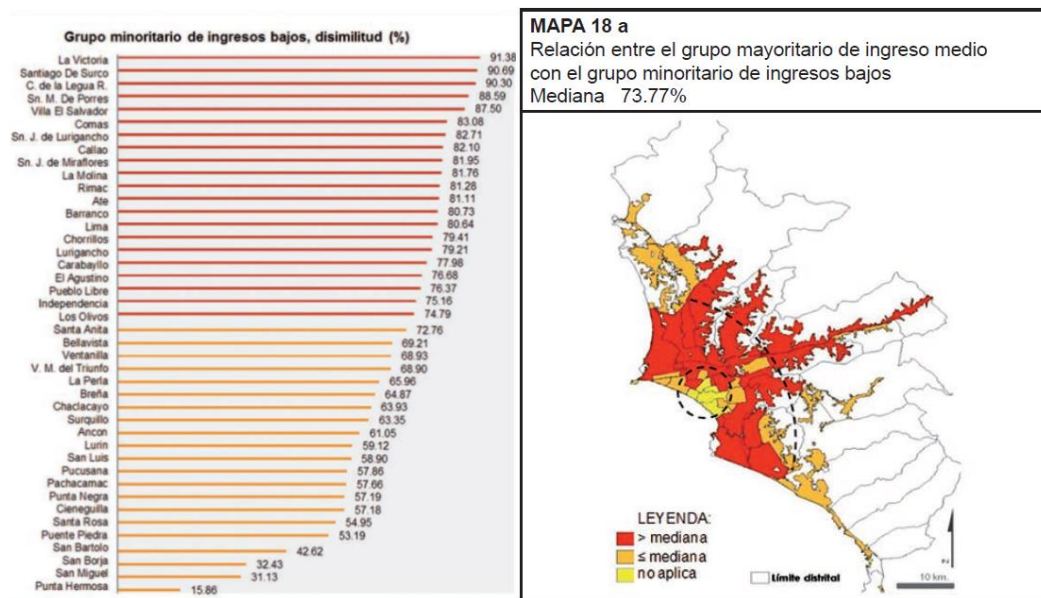 Grupo minoritario de ingresos bajos, disimilitud (%)
La Victoria 91.38
Santiago De Surco 90.69
C. de la Legua R. 90.30
Sn. M. De Porres 88.59
Villa El Salvador 87.50
Comas 83.08
Sn. J. de Lurigancho 82.71
Callao 82.10
Sn. J. de Miraflores 81.95
La Molina 81.76
Rimac 81.28
Ate 81.11
Barranco 80.73
Lima 80.64
Chorrillos 79.41
Lurigancho 79.21
Carabayllo 77.98
El Agustino 76.68
Pueblo Libre 76.37
Independencia 75.16
Los Olivos 74.79
Santa Anita 72.76
Bellavista 69.21
Ventanilla 68.93
V. M. del Triunfo 68.90
La Perla 65.96
Breña 64.87
Chaclacayo 63.93
Surquillo 63.35
Ancon 61.05
Lurin 59.12
San Luis 58.90
Pucusana 57.86
Pachacamac 57.66
Punta Negra 57.19
Cieneguilla 57.18
Santa Rosa 54.95
Puente Piedra 53.19
San Bartolo 42.62
San Borja 32.43
San Miguel 31.13
Punta Hermosa 15.86
MAPA 18 a
Relación entre el grupo mayoritario de ingreso medio
con el grupo minoritario de ingresos bajos
Mediana 73.77%
LEYENDA:
> mediana
≤ mediana
no aplica
Límite distrital
10 km.